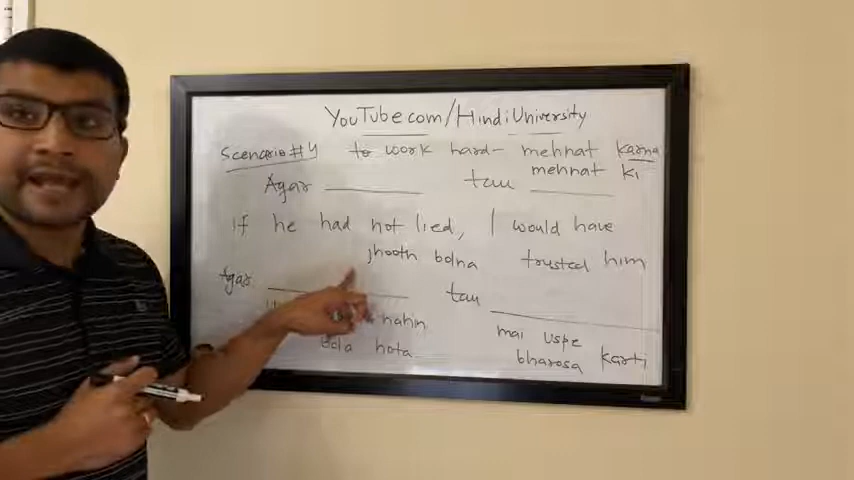 YouTube.com/HindiUniversity
Scenario #4 to work hard- mehnat karna
Agar tau mehnat ki
If he had not lied, I would have
jhooth bolna trusted him
Agar tau
nahin mai uspe
bola hota bharosa karti